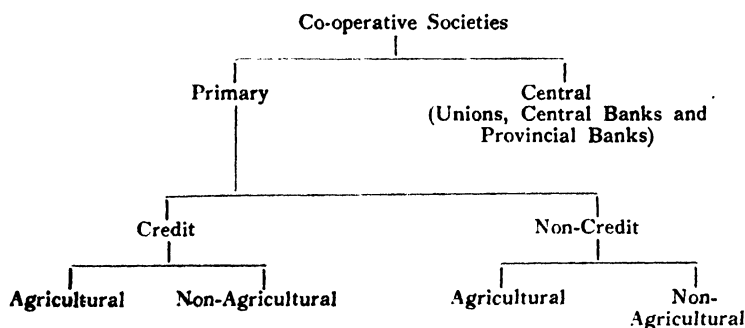 Co-operative Societies
Primary
Central
(Unions, Central Banks and
Provincial Banks)
Credit
Non-Credit
Agricultural
Non-Agricultural
Agricultural
Non-
Agricultural